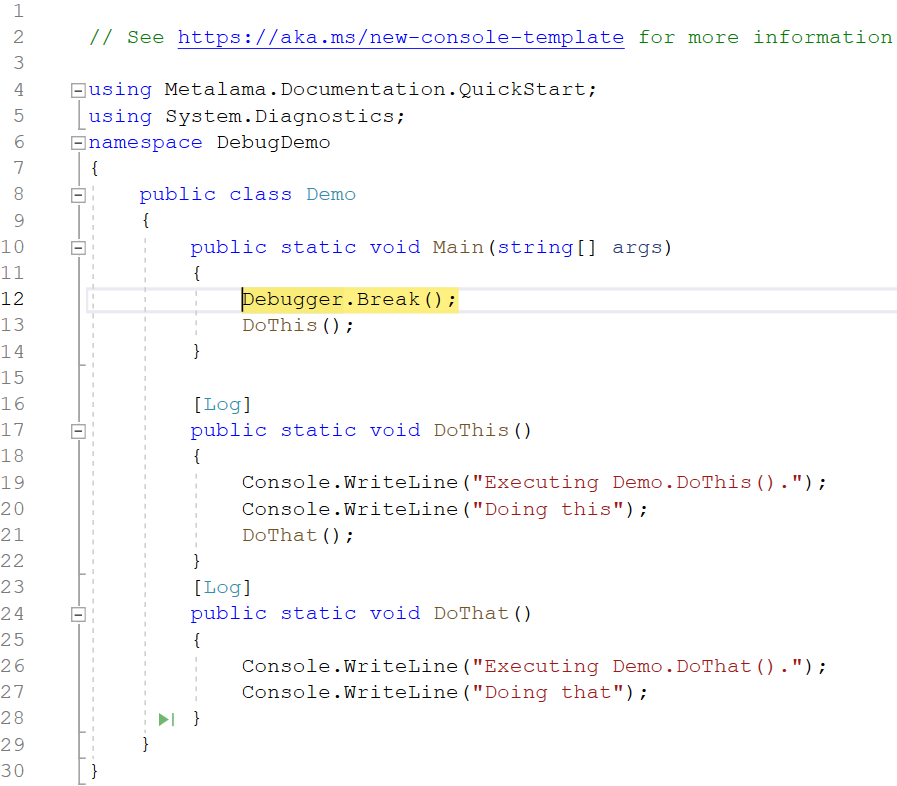 1
2 // See https://aka.ms/new-console-template for more information
3
4 using Metalama.Documentation.QuickStart;
5 using System.Diagnostics;
6 namespace DebugDemo
7 {
8 public class Demo
9 {
10 public static void Main(string[] args)
11 {
12 Debugger.Break();
13 DoThis();
14 }
15
16 [Log]
17 public static void DoThis()
18 {
19 Console.WriteLine("Executing Demo.DoThis().");
20 Console.WriteLine("Doing this");
21 DoThat();
22 }
23 [Log]
24 public static void DoThat()
25 {
26 Console.WriteLine("Executing Demo.DoThat().");
27 Console.WriteLine("Doing that");
28 }
29 }
30 }